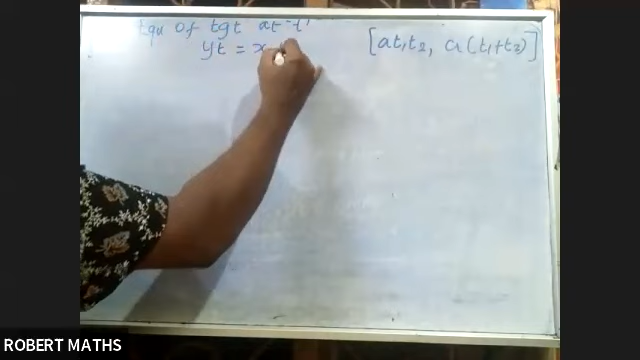 Equ of tgt at 't'
yt = x
[at₁t₂, a(t₁+t₂)]
ROBERT MATHS